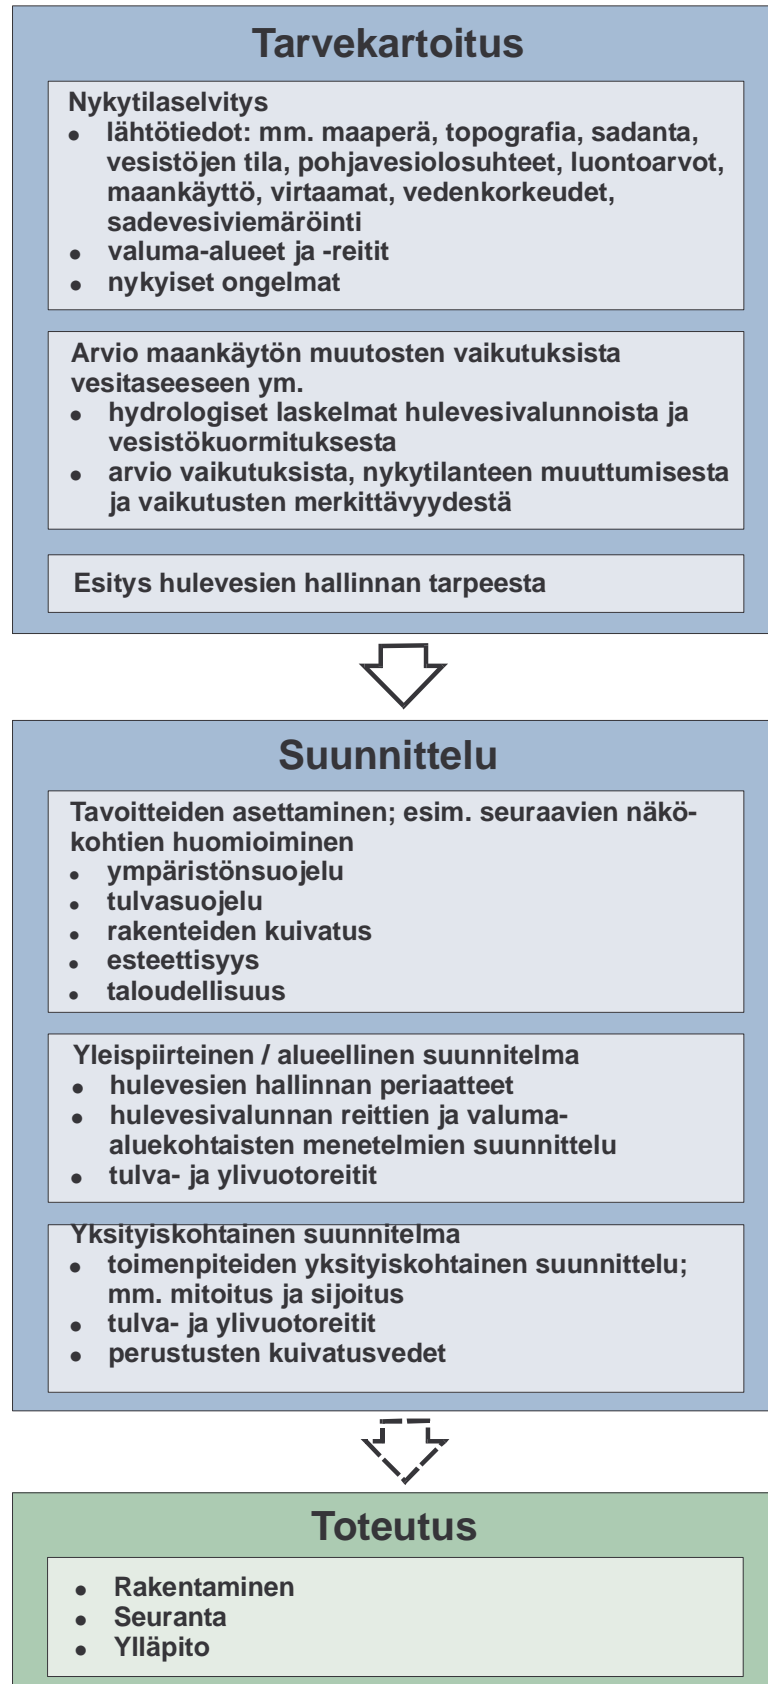 Tarvekartoitus
Nykytilaselvitys
• lähtötiedot: mm. maaperä, topografia, sadanta,
vesistöjen tila, pohjavesiolosuhteet, luontoarvot,
maankäyttö, virtaamat, vedenkorkeudet,
sadevesiviemäröinti
• valuma-alueet ja -reitit
• nykyiset ongelmat
Arvio maankäytön muutosten vaikutuksista
vesitaseeseen ym.
• hydrologiset laskelmat hulevesivalunnoista ja
vesistökuormituksesta
• arvio vaikutuksista, nykytilanteen muuttumisesta
ja vaikutusten merkittävyydestä
Esitys hulevesien hallinnan tarpeesta
Suunnittelu
Tavoitteiden asettaminen; esim. seuraavien näkö-
kohtien huomioiminen
• ympäristönsuojelu
• tulvasuojelu
• rakenteiden kuivatus
• esteettisyys
• taloudellisuus
Yleispiirteinen / alueellinen suunnitelma
• hulevesien hallinnan periaatteet
• hulevesivalunnan reittien ja valuma-
aluekohtaisten menetelmien suunnittelu
• tulva- ja ylivuotoreitit
Yksityiskohtainen suunnitelma
• toimenpiteiden yksityiskohtainen suunnittelu;
mm. mitoitus ja sijoitus
• tulva- ja ylivuotoreitit
• perustusten kuivatusvedet
Toteutus
• Rakentaminen
• Seuranta
• Ylläpito